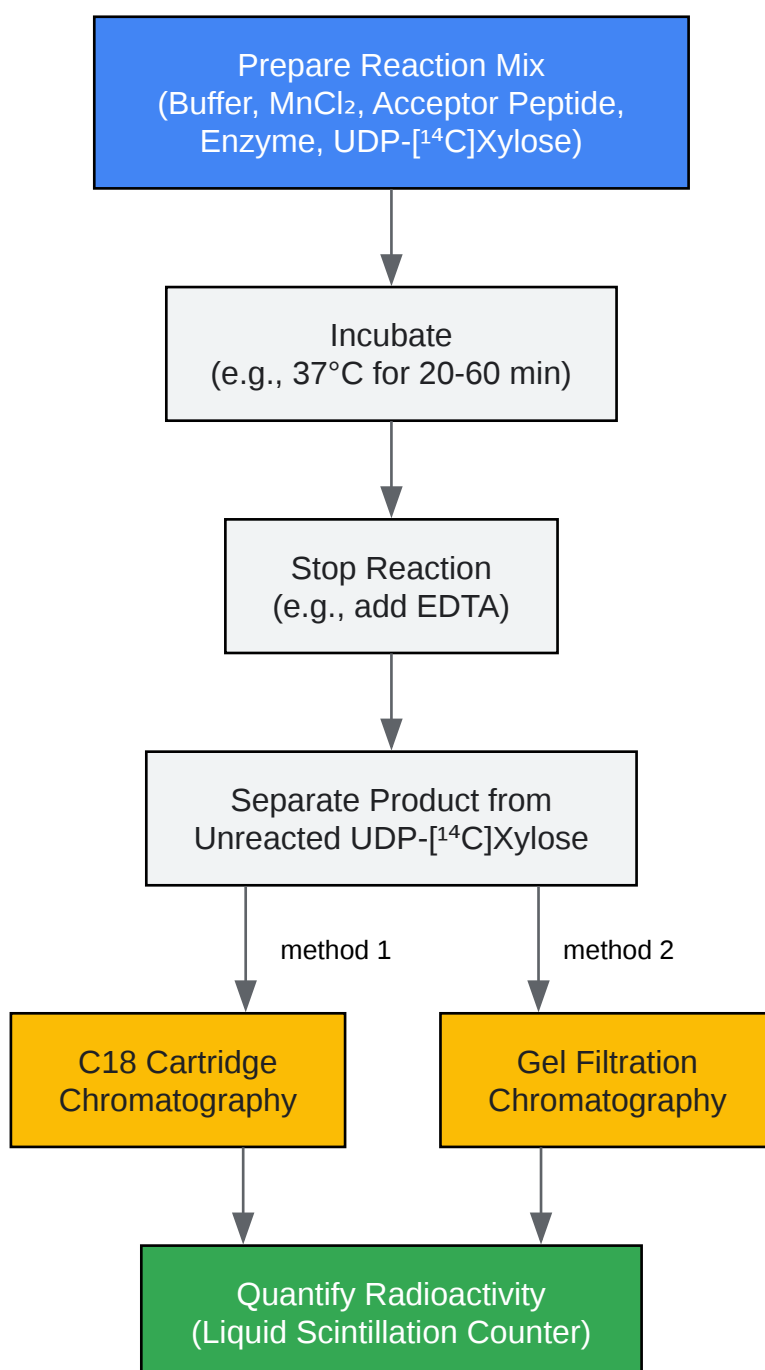 Prepare Reaction Mix
(Buffer, MnCl₂, Acceptor Peptide,
Enzyme, UDP-[¹⁴C]Xylose)
Incubate
(e.g., 37°C for 20-60 min)
Stop Reaction
(e.g., add EDTA)
Separate Product from
Unreacted UDP-[¹⁴C]Xylose
method 1
method 2
C18 Cartridge
Chromatography
Gel Filtration
Chromatography
Quantify Radioactivity
(Liquid Scintillation Counter)